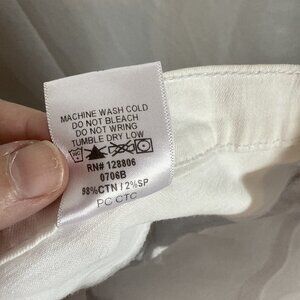 MACHINE WASH COLD
DO NOT BLEACH
DO NOT WRING
TUMBLE DRY LOW
RN# 128806
0706B
98%CTN / 2%SP
PC CTC